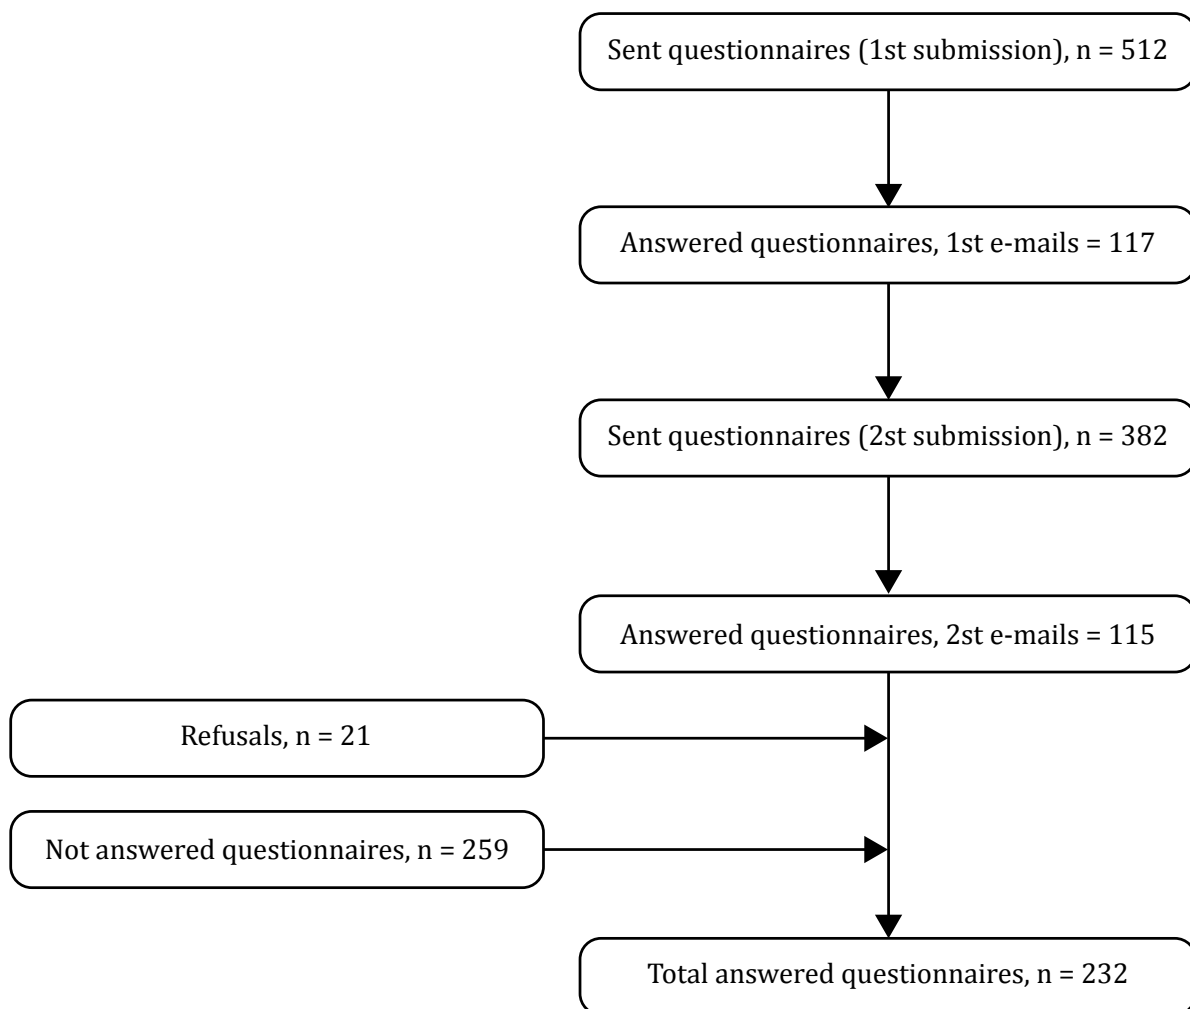 Sent questionnaires (1st submission), n = 512
Answered questionnaires, 1st e-mails = 117
Sent questionnaires (2st submission), n = 382
Answered questionnaires, 2st e-mails = 115
Refusals, n = 21
Not answered questionnaires, n = 259
Total answered questionnaires, n = 232